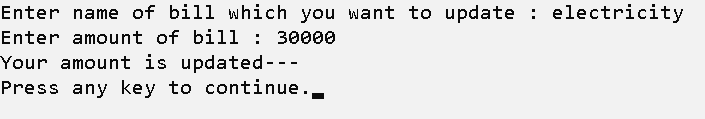 Enter name of bill which you want to update : electricity
Enter amount of bill : 30000
Your amount is updated---
Press any key to continue.